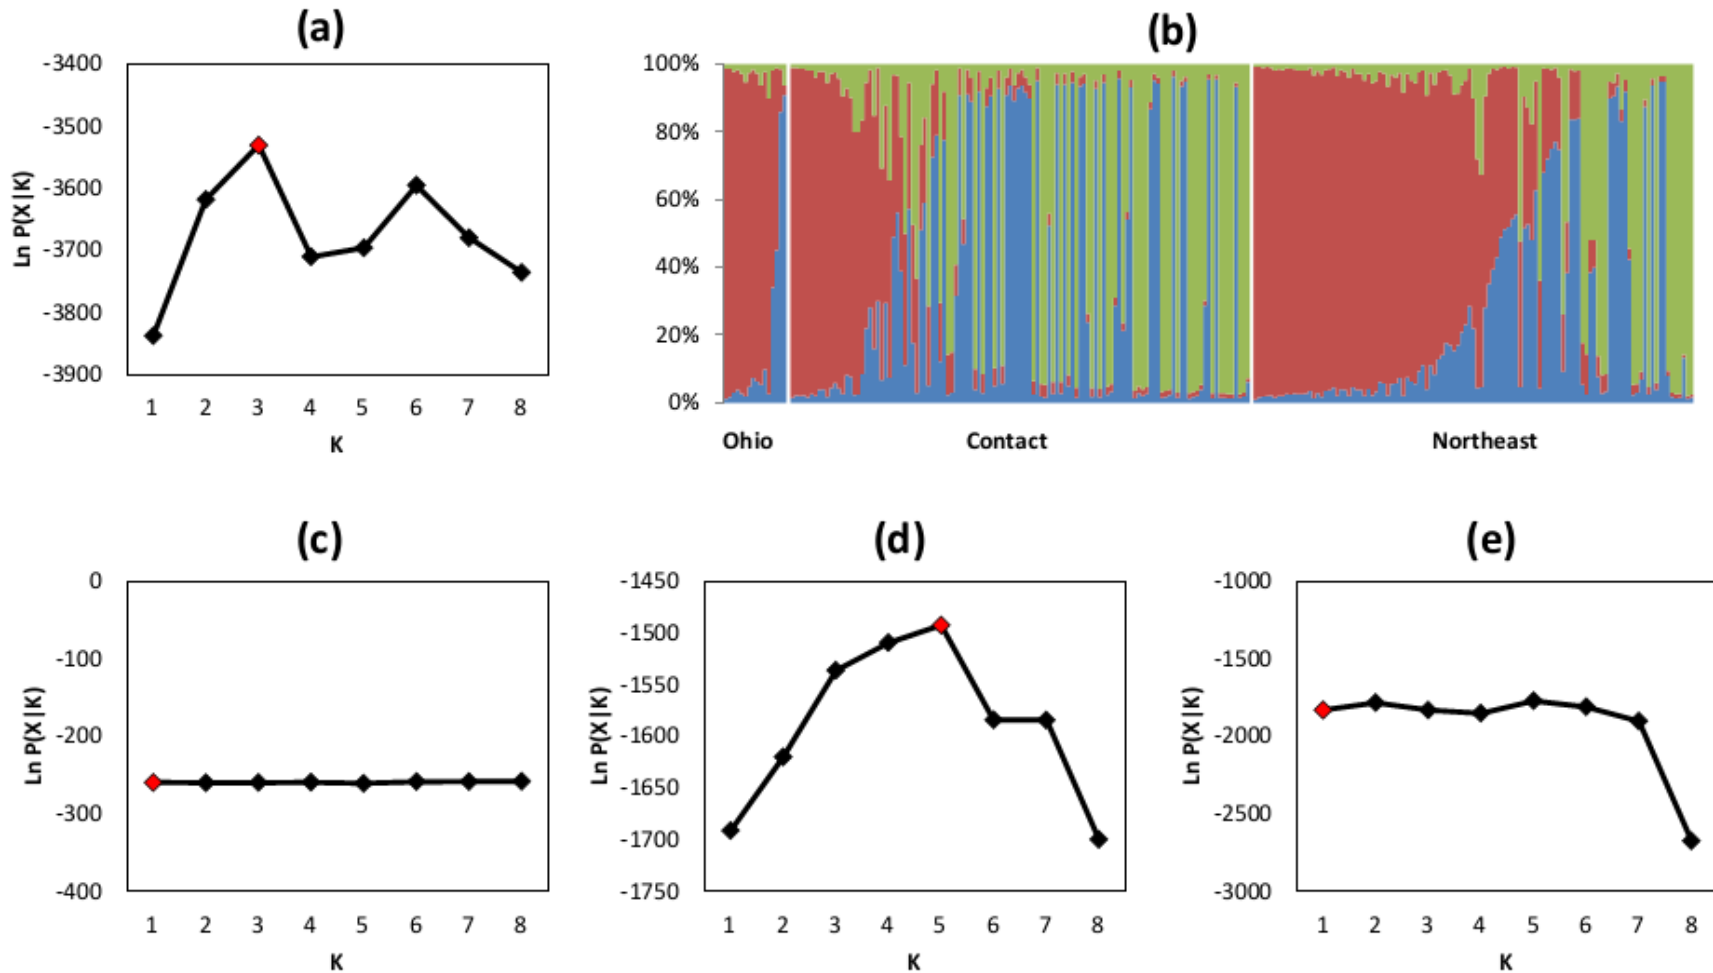 (a)
-3400
-3500
-3600
-3700
-3800
-3900
Ln P(X|K)
1 2 3 4 5 6 7 8
K
(b)
100%
80%
60%
40%
20%
0%
Ohio Contact Northeast
(c)
0
-100
-200
-300
-400
Ln P(X|K)
1 2 3 4 5 6 7 8
K
(d)
-1450
-1500
-1550
-1600
-1650
-1700
-1750
Ln P(X|K)
1 2 3 4 5 6 7 8
K
(e)
-1000
-1500
-2000
-2500
-3000
Ln P(X|K)
1 2 3 4 5 6 7 8
K